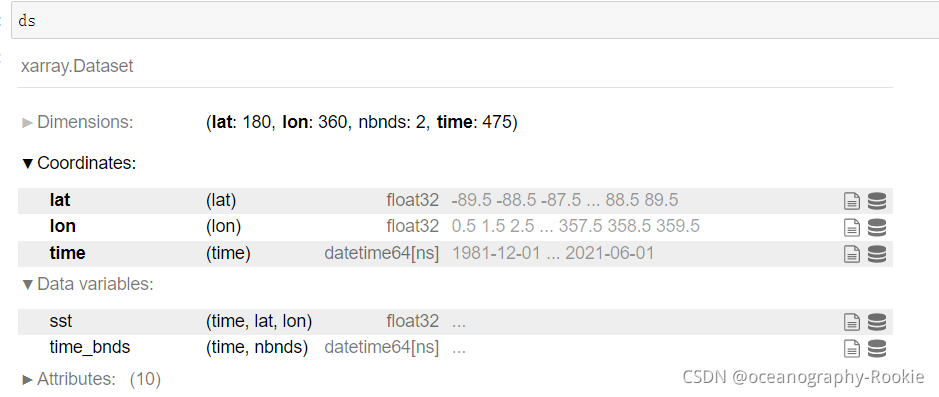 ds
xarray.Dataset
►Dimensions: (lat: 180, lon: 360, nbnds: 2, time: 475)
▼Coordinates:
lat (lat) float32 -89.5 -88.5 -87.5 ... 88.5 89.5
lon (lon) float32 0.5 1.5 2.5 ... 357.5 358.5 359.5
time (time) datetime64[ns] 1981-12-01 ... 2021-06-01
▼Data variables:
sst (time, lat, lon) float32 ...
time_bnds (time, nbnds) datetime64[ns] ...
►Attributes: (10)
CSDN @oceanography-Rookie